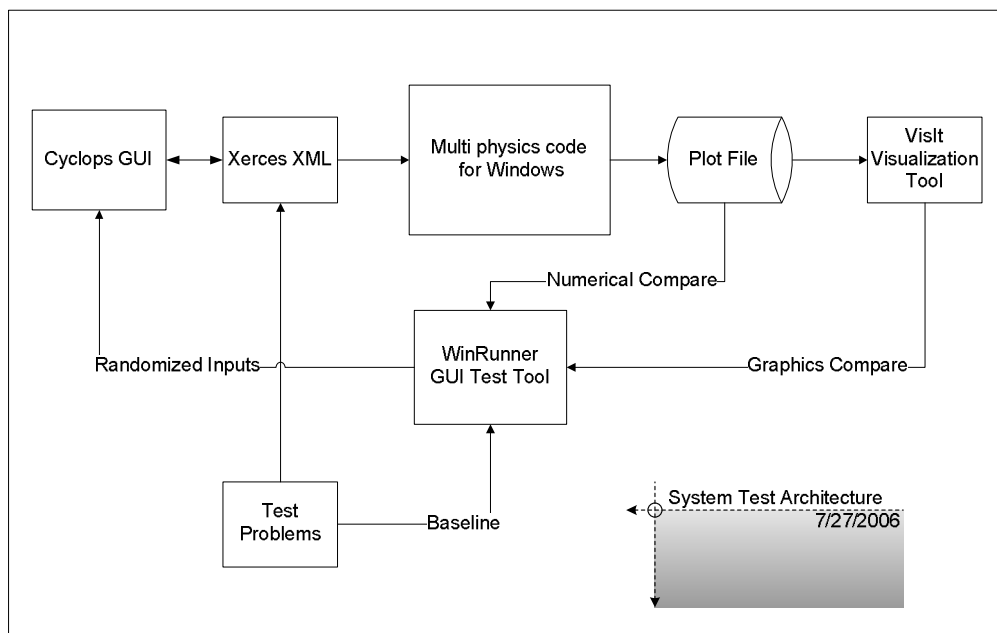 Cyclops GUI
Xerces XML
Multi physics code
for Windows
Plot File
VisIt
Visualization
Tool
Numerical Compare
Randomized Inputs
WinRunner
GUI Test Tool
Graphics Compare
Test
Problems
Baseline
System Test Architecture
7/27/2006